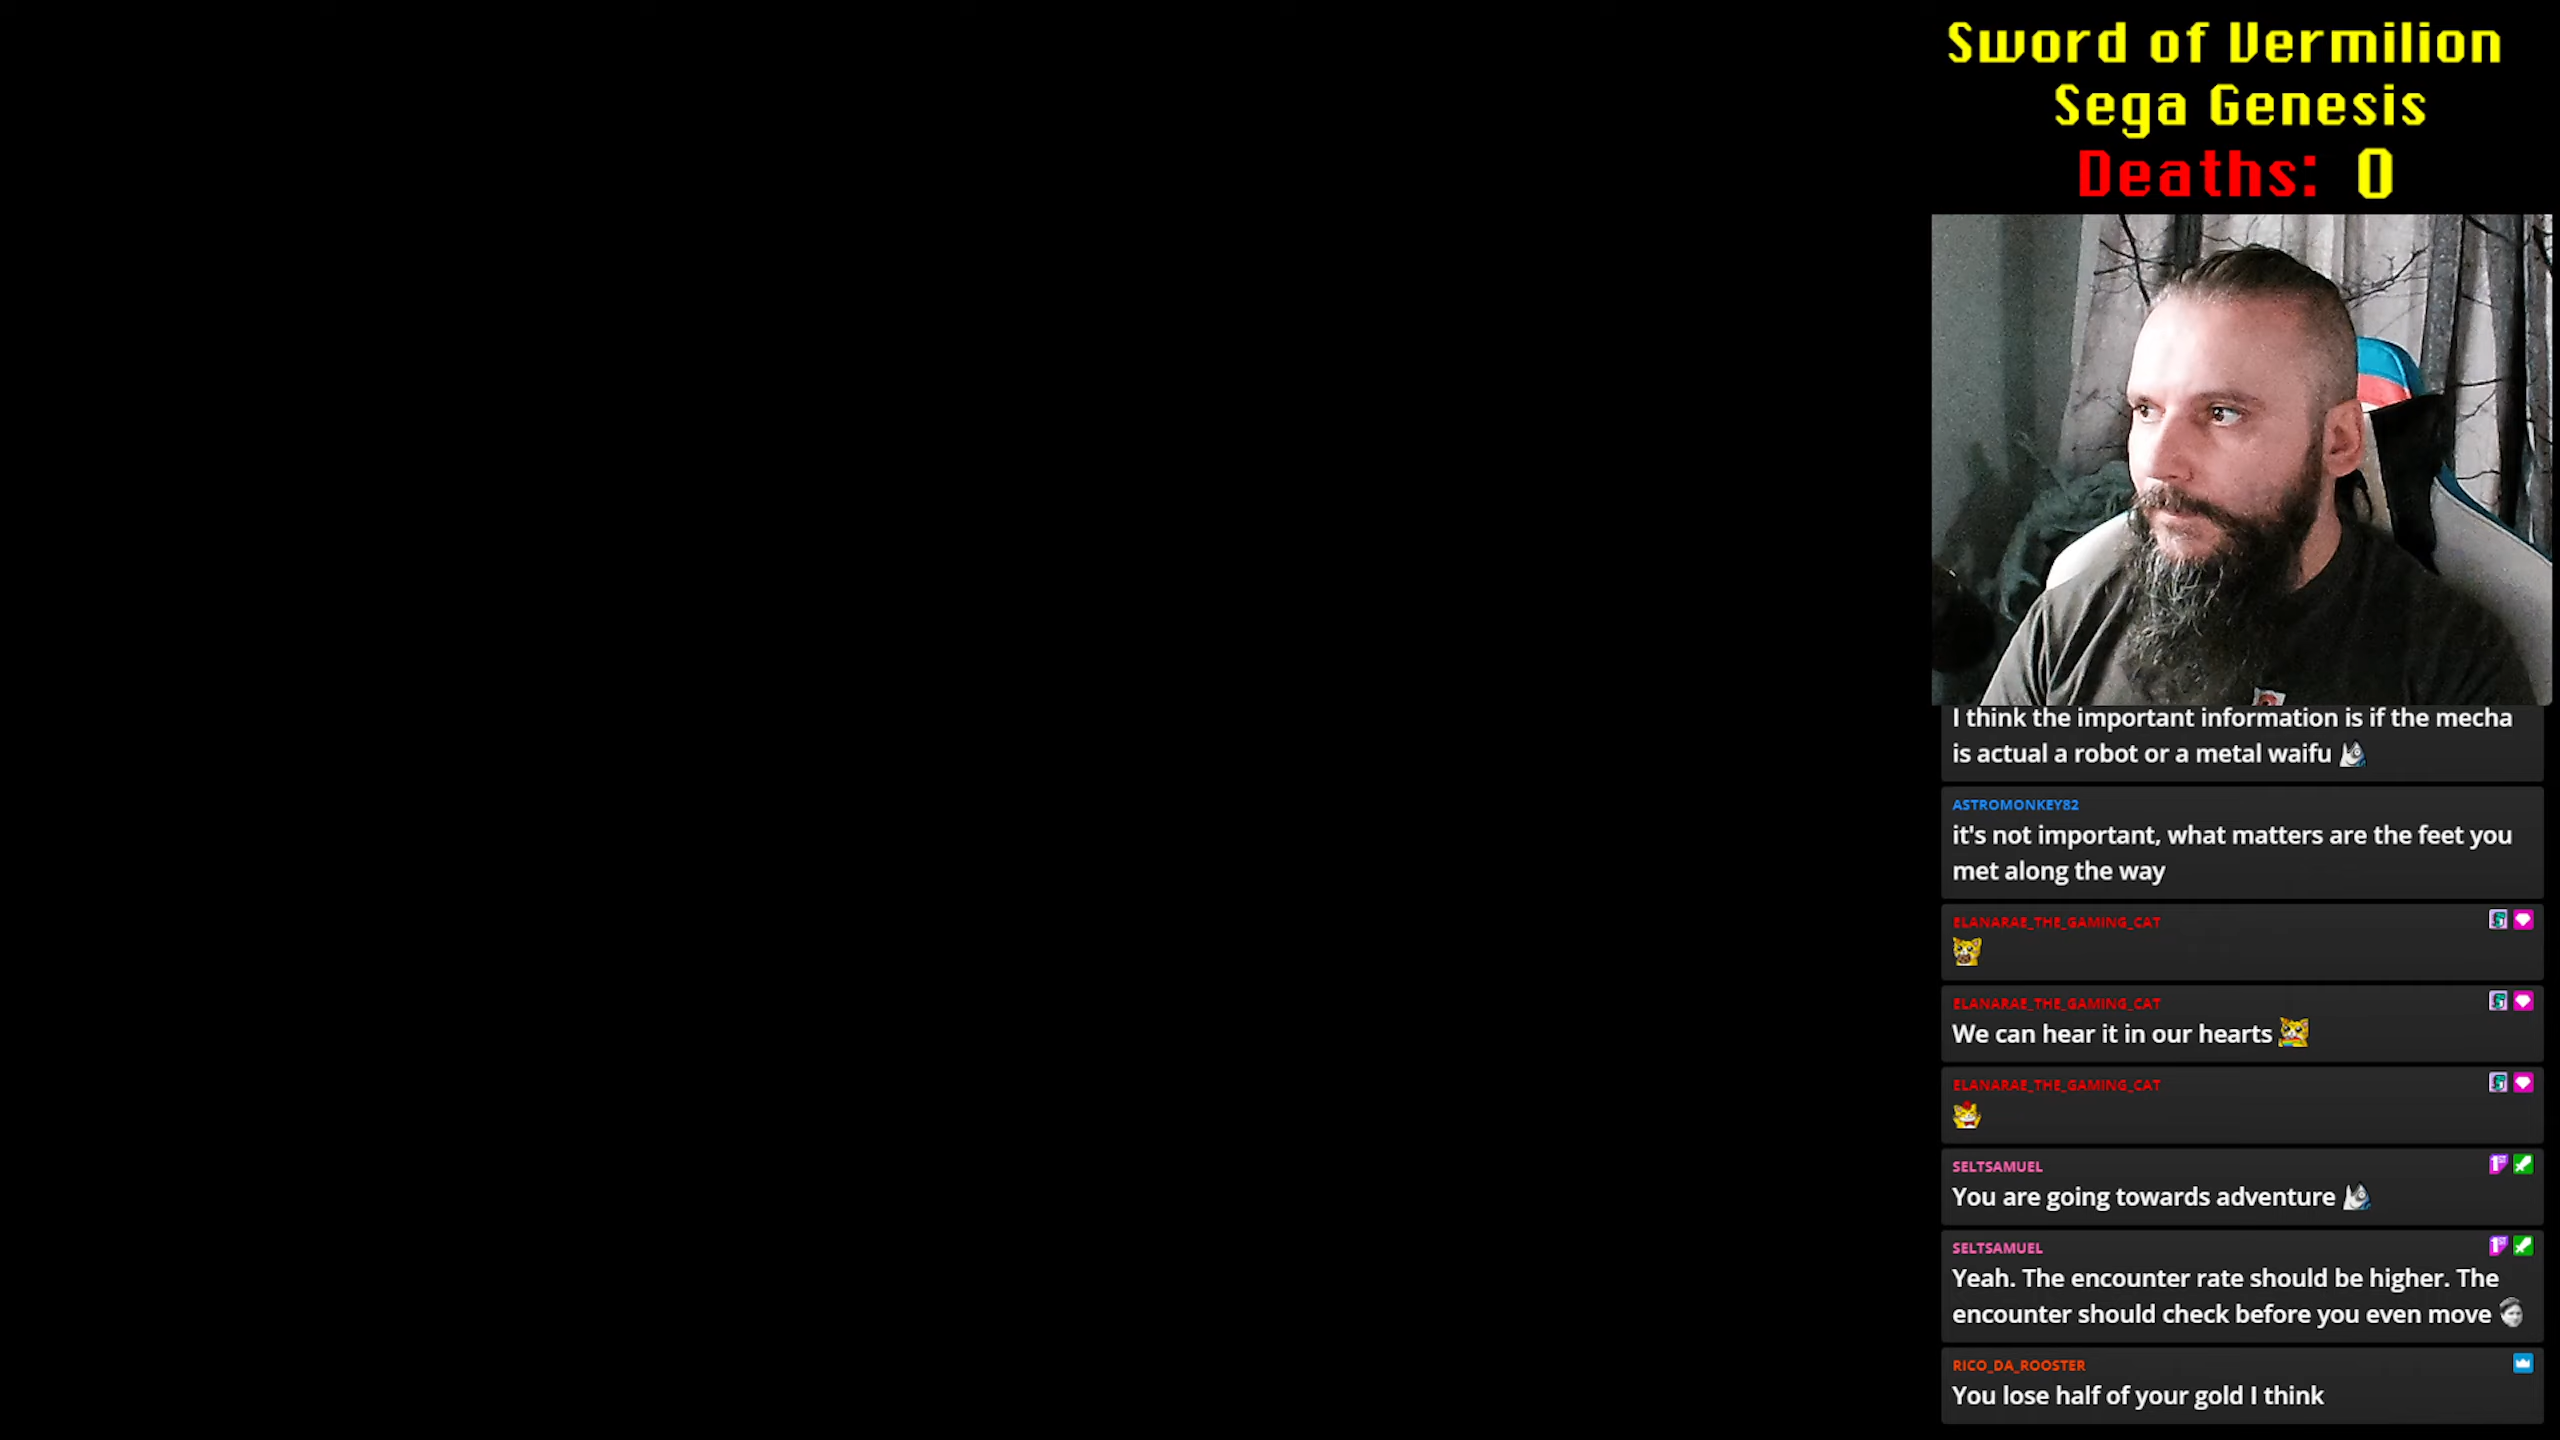 Sword of Vermilion
Sega Genesis
Deaths: 0
I think the important information is if the mecha
is actual a robot or a metal waifu
ASTROMONKEY82
it's not important, what matters are the feet you
met along the way
ELANARAE_THE_GAMING_CAT
ELANARAE_THE_GAMING_CAT
We can hear it in our hearts
ELANARAE_THE_GAMING_CAT
SELTSAMUEL
You are going towards adventure
SELTSAMUEL
Yeah. The encounter rate should be higher. The
encounter should check before you even move
RICO_DA_ROOSTER
You lose half of your gold I think